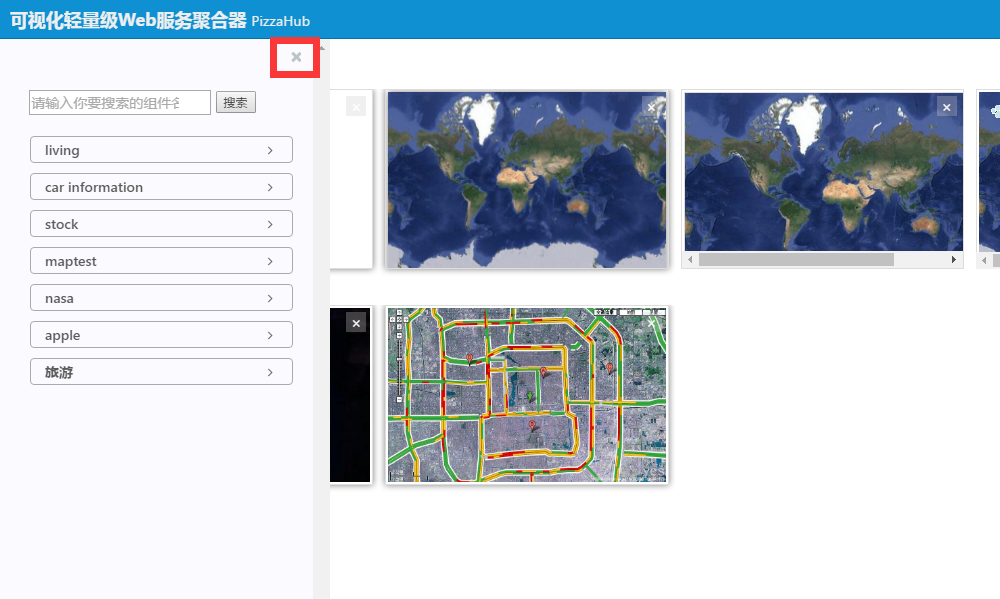 可视化轻量级Web服务聚合器 PizzaHub
请输入你要搜索的组件名
搜索
living
car information
stock
maptest
nasa
apple
旅游